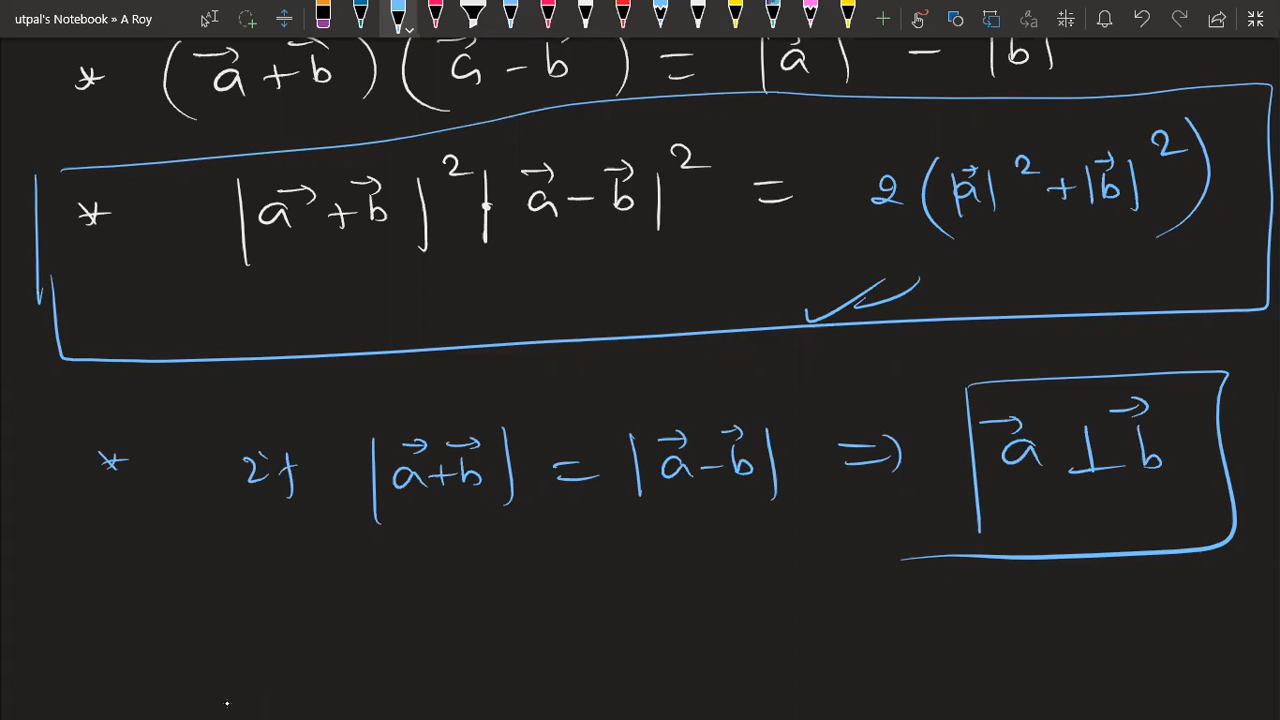 utpal's Notebook » A Roy
* (a⃗ + b⃗) (a⃗ - b⃗) = |a⃗| - |b⃗|
* |a⃗ + b⃗|² | a⃗ - b⃗|² = 2 (|a⃗|² + |b⃗|²)
* if |a⃗ + b⃗| = |a⃗ - b⃗| ⇒ a⃗ ⊥ b⃗